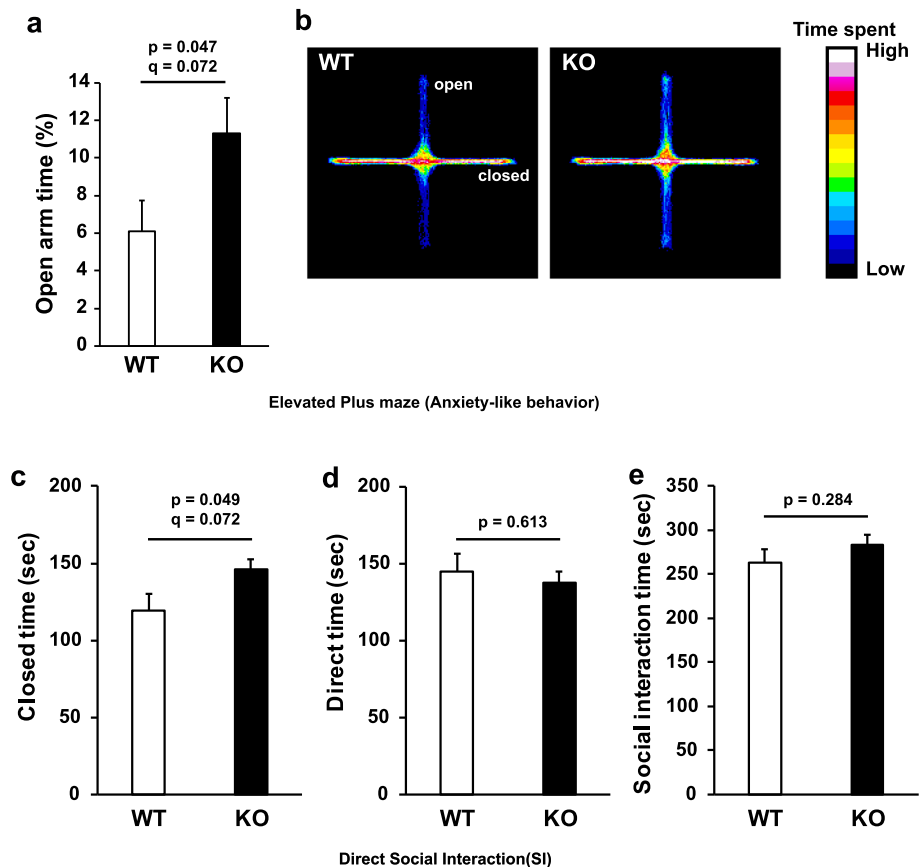 a
p = 0.047
q = 0.072
Open arm time (%)
14
12
10
8
6
4
2
0
WT
KO
b
WT
open
closed
KO
Time spent
High
Low
Elevated Plus maze (Anxiety-like behavior)
c
p = 0.049
q = 0.072
Closed time (sec)
200
150
100
50
0
WT
KO
d
p = 0.613
Direct time (sec)
200
150
100
50
0
WT
KO
e
p = 0.284
Social interaction time (sec)
350
300
250
200
150
100
50
0
WT
KO
Direct Social Interaction(SI)